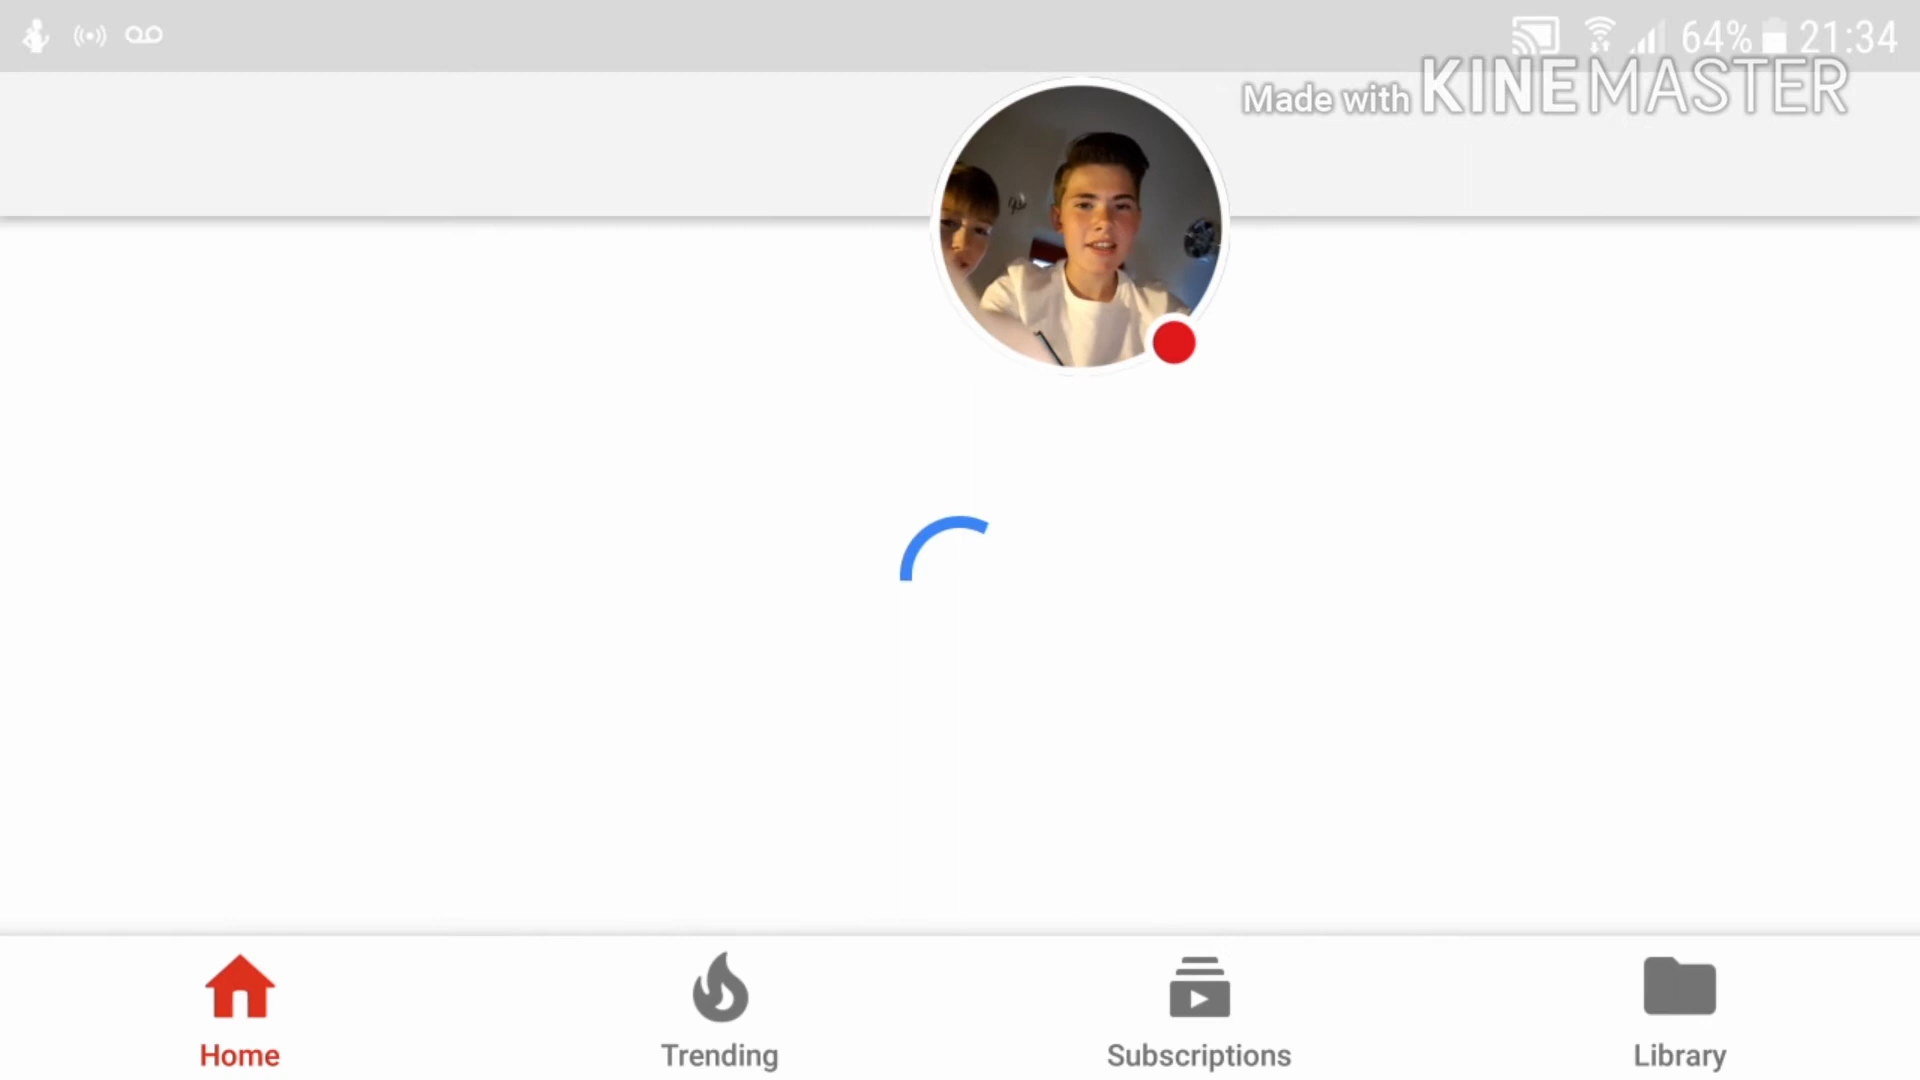 64% 21:34
Made with KINEMASTER
Home
Trending
Subscriptions
Library